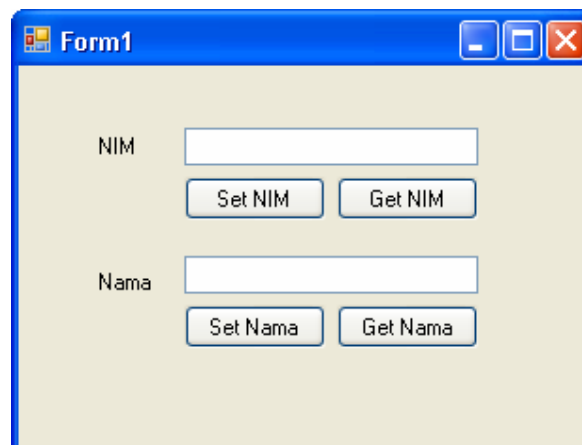 Form1
NIM
Set NIM Get NIM
Nama
Set Nama Get Nama